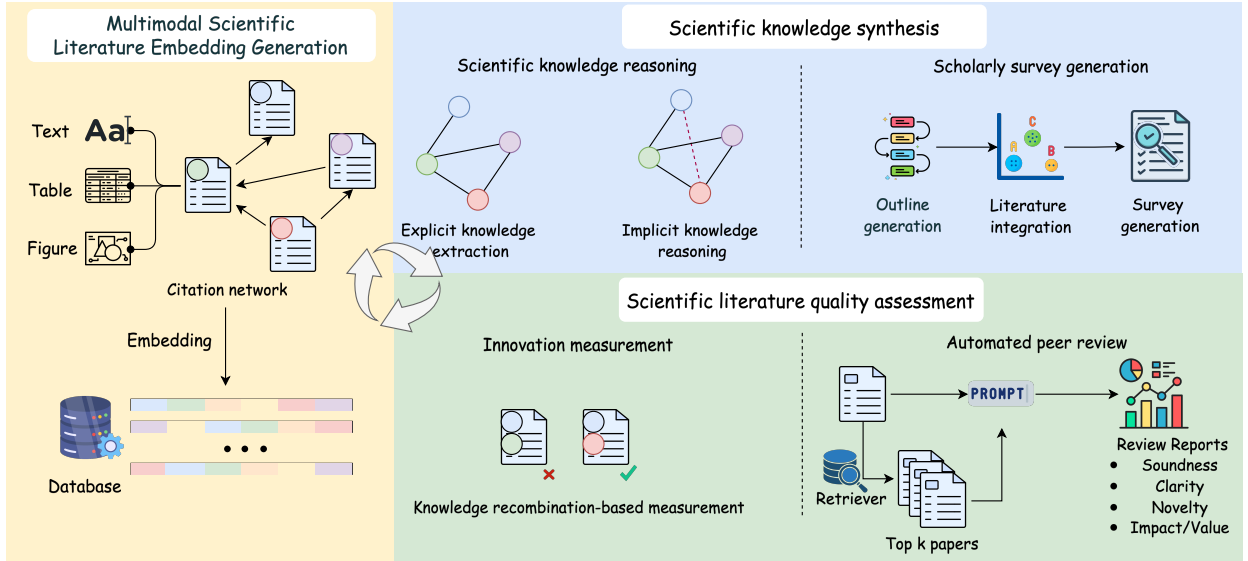 Multimodal Scientific
Literature Embedding Generation
Text
Aa
Table
Figure
Citation network
Embedding
Database
Scientific knowledge synthesis
Scientific knowledge reasoning
Explicit knowledge
extraction
Implicit knowledge
reasoning
Scholarly survey generation
A
C
B
Outline
generation
Literature
integration
Survey
generation
Scientific literature quality assessment
Innovation measurement
Knowledge recombination-based measurement
Automated peer review
PROMPT
Retriever
Top k papers
Review Reports
• Soundness
• Clarity
• Novelty
• Impact/Value